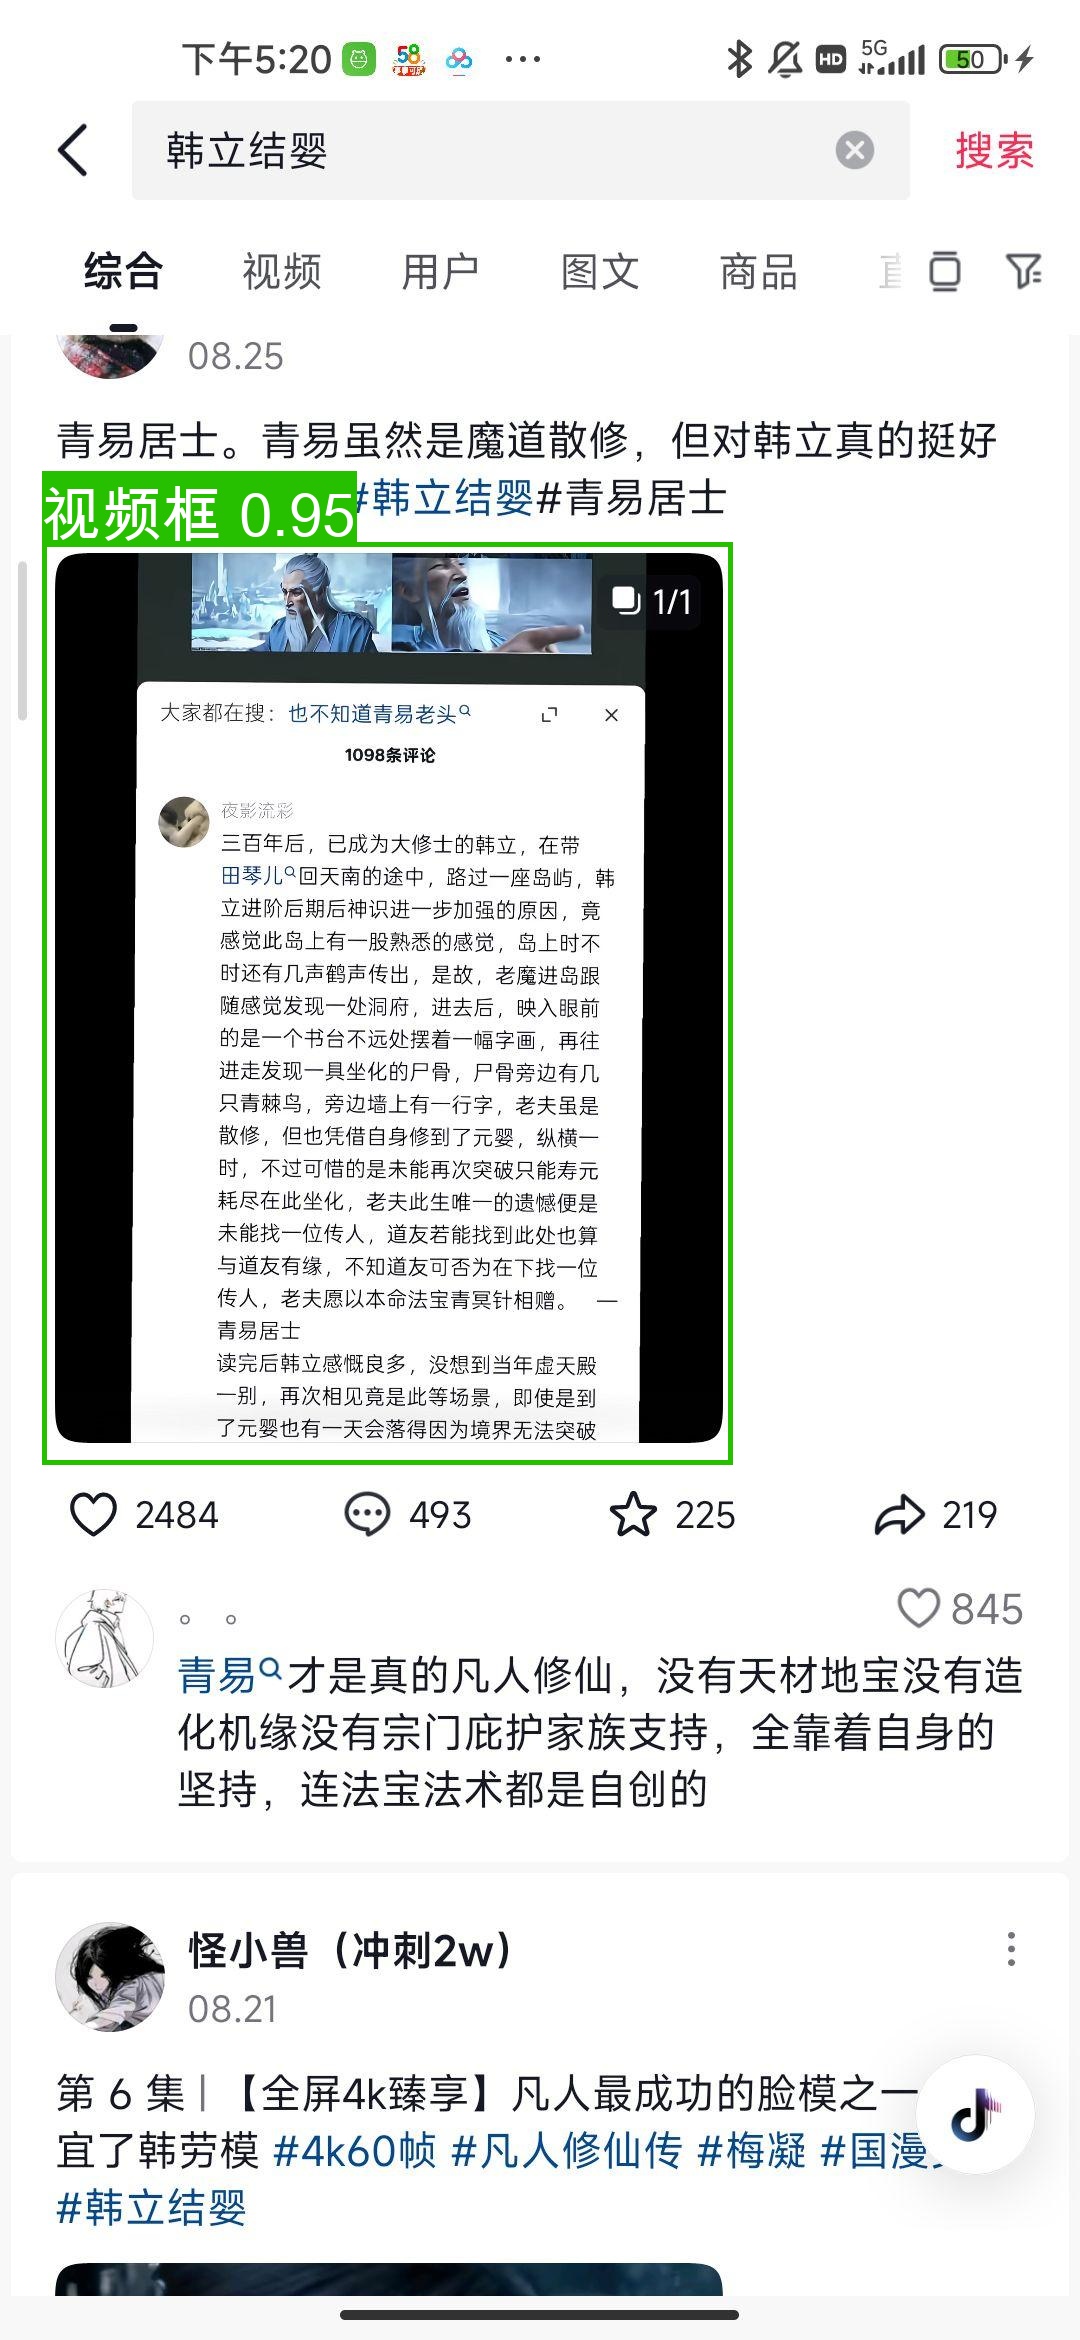 下午5:20
58
HD
5G
50
韩立结婴
搜索
综合 视频 用户 图文 商品
08.25
青易居士。青易虽然是魔道散修，但对韩立真的挺好
#韩立结婴#青易居士
视频框 0.95
1/1
大家都在搜：也不知道青易老头
1098条评论
夜影流彩
三百年后，已成为大修士的韩立，在带
田琴儿回天南的途中，路过一座岛屿，韩
立进阶后期后神识进一步加强的原因，竟
感觉此岛上有一股熟悉的感觉，岛上时不
时还有几声鹤声传出，是故，老魔进岛跟
随感觉发现一处洞府，进去后，映入眼前
的是一个书台不远处摆着一幅字画，再往
进走发现一具坐化的尸骨，尸骨旁边有几
只青棘鸟，旁边墙上有一行字，老夫虽是
散修，但也凭借自身修到了元婴，纵横一
时，不过可惜的是未能再次突破只能寿元
耗尽在此坐化，老夫此生唯一的遗憾便是
未能找一位传人，道友若能找到此处也算
与道友有缘，不知道友可否为在下找一位
传人，老夫愿以本命法宝青冥针相赠。 —
青易居士
读完后韩立感慨良多，没想到当年虚天殿
一别，再次相见竟是此等场景，即使是到
了元婴也有一天会落得因为境界无法突破
2484 493 225 219
。。
845
青易才是真的凡人修仙，没有天材地宝没有造
化机缘没有宗门庇护家族支持，全靠着自身的
坚持，连法宝法术都是自创的
怪小兽（冲刺2w）
08.21
第 6 集 | 【全屏4k臻享】凡人最成功的脸模之一
宜了韩劳模 #4k60帧 #凡人修仙传 #梅凝 #国漫
#韩立结婴